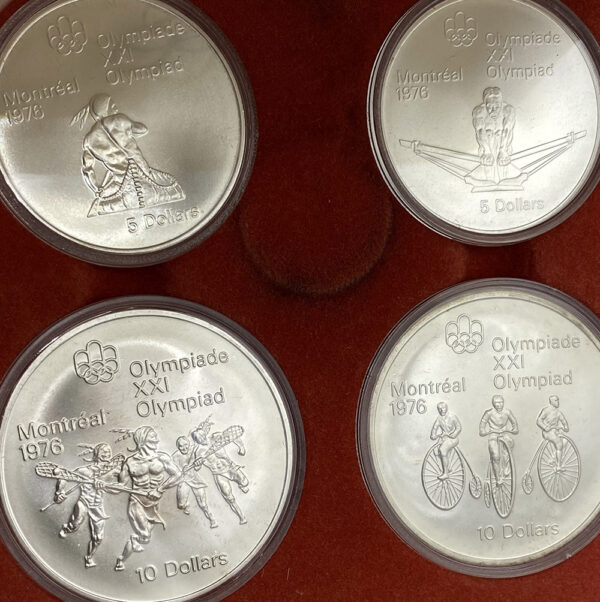 Olympiade
XXI
Olympiad
Montréal
1976
5 Dollars
Olympiade
XXI
Olympiad
Montréal
1976
5 Dollars
Olympiade
XXI
Olympiad
Montréal
1976
10 Dollars
Olympiade
XXI
Olympiad
Montréal
1976
10 Dollars